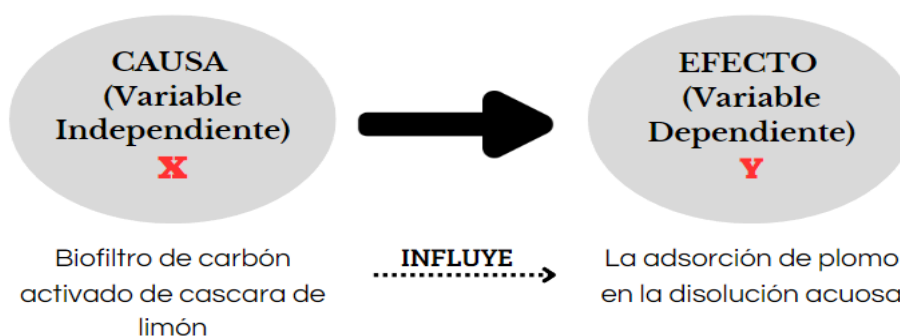 CAUSA
(Variable
Independiente)
X
EFECTO
(Variable
Dependiente)
Y
Biofiltro de carbón
activado de cascara de
limón
INFLUYE
La adsorción de plomo
en la disolución acuosa